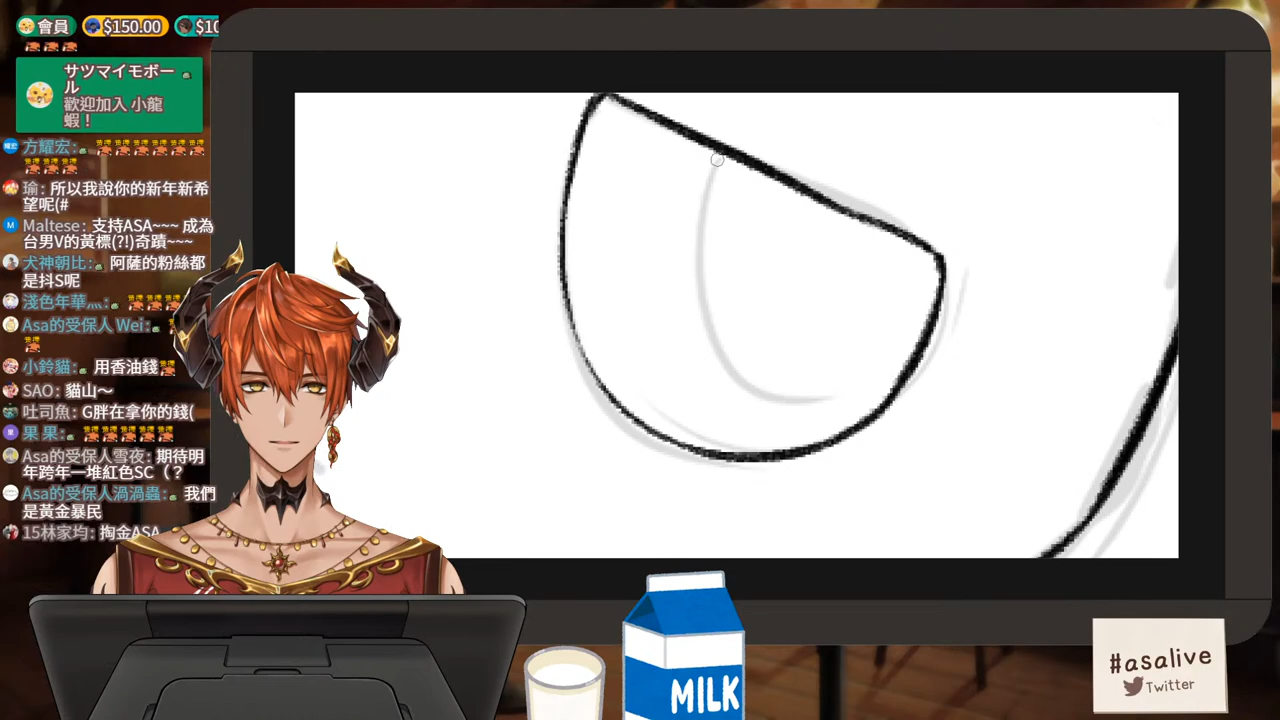 會員
$150.00
$10
サツマイモボー
ル
歡迎加入 小龍
蝦！
方耀宏:
瑜: 所以我說你的新年新希
望呢(#
Maltese: 支持ASA~~~ 成為
台男V的黃標(?!)奇蹟~~~
犬神朝比: 阿薩的粉絲都
是抖S呢
淺色年華灬:
Asa的受保人 Wei:
小鈴貓: 用香油錢
SAO: 貓山～
吐司魚: G胖在拿你的錢(
果 果:
Asa的受保人雪夜: 期待明
年跨年一堆紅色SC（？
Asa的受保人渦渦蟲: 我們
是黃金暴民
15林家均: 掏金ASA
MILK
#asalive
Twitter